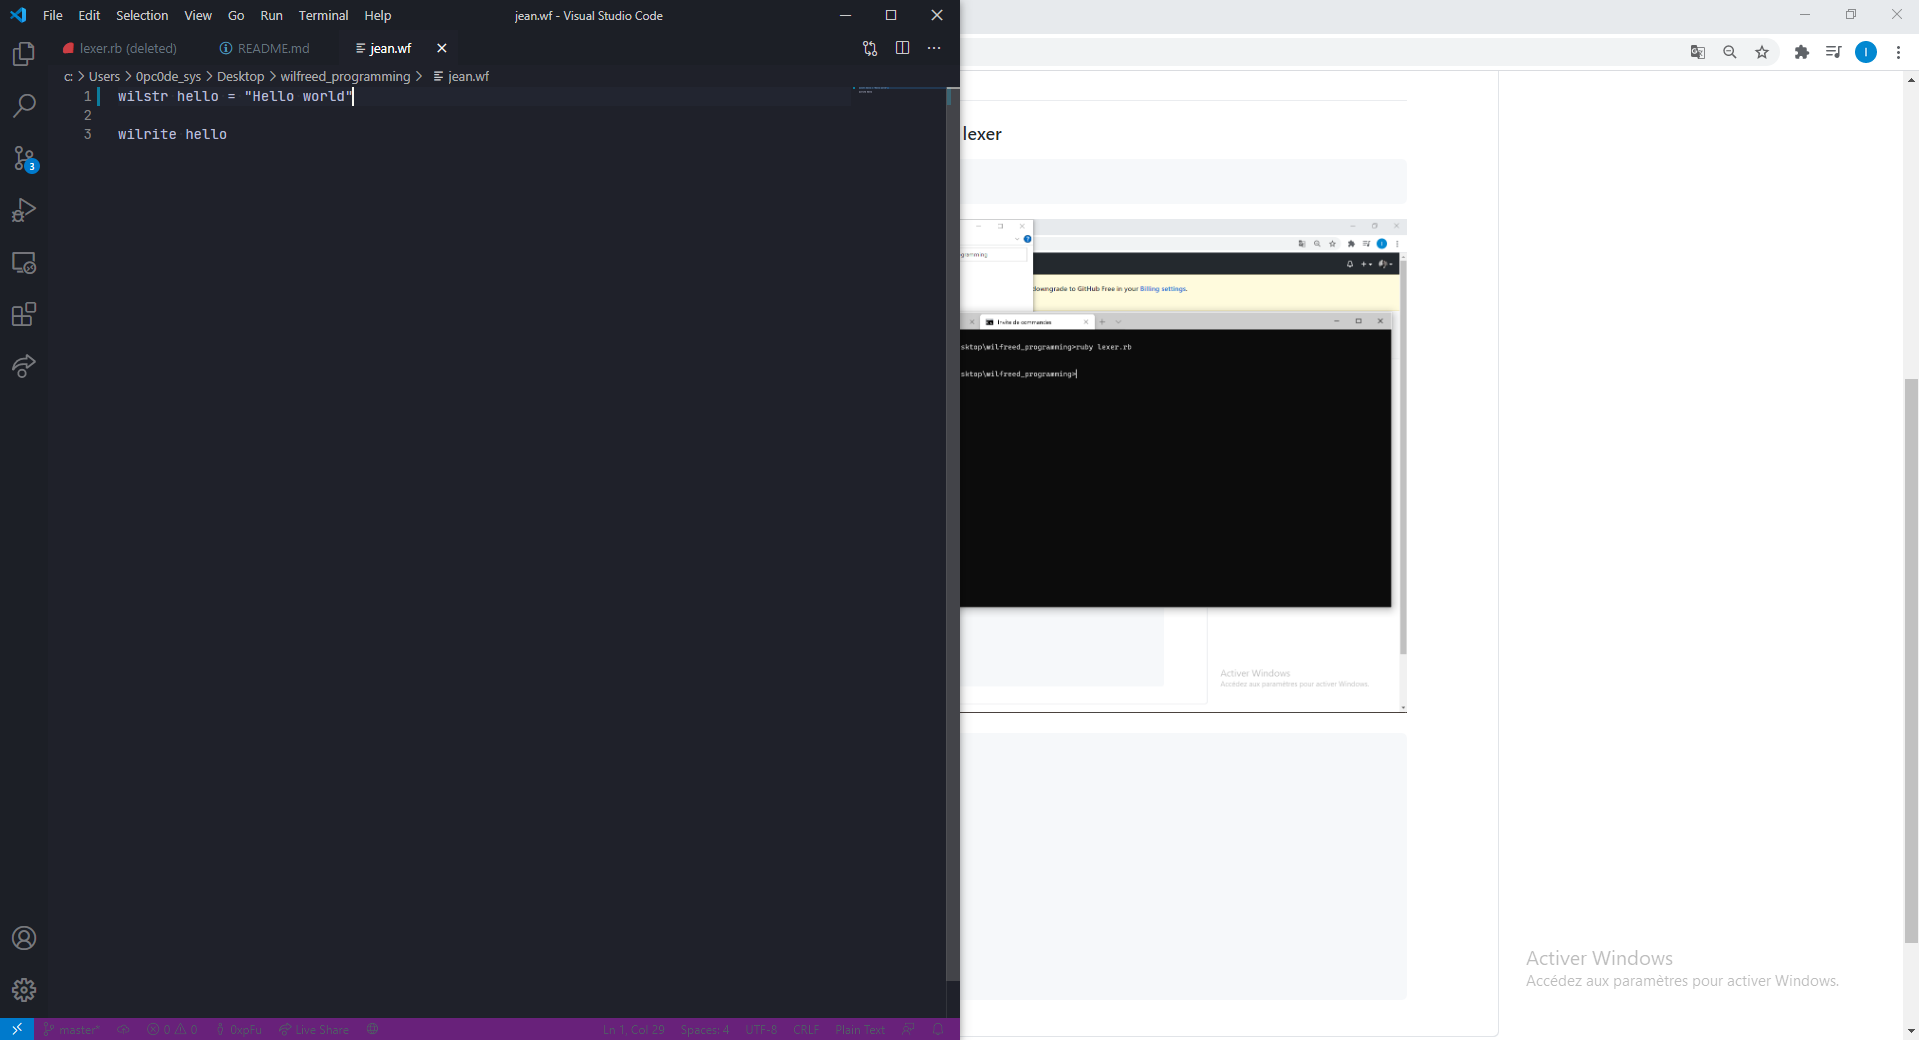 File Edit Selection View Go Run Terminal Help
jean.wf - Visual Studio Code
lexer.rb (deleted)
README.md
jean.wf
c: > Users > 0pc0de_sys > Desktop > wilfreed_programming > jean.wf
1 wilstr hello = "Hello world"
2
3 wilrite hello
3
master* 0 0 0xpFu Live Share Ln 1, Col 29 Spaces: 4 UTF-8 CRLF Plain Text
I
lexer
downgrade to GitHub Free in your Billing settings.
Invite de commandes
sktop\wilfreed_programming>ruby lexer.rb
sktop\wilfreed_programming>
Activer Windows
Accédez aux paramètres pour activer Windows.
Activer Windows
Accédez aux paramètres pour activer Windows.